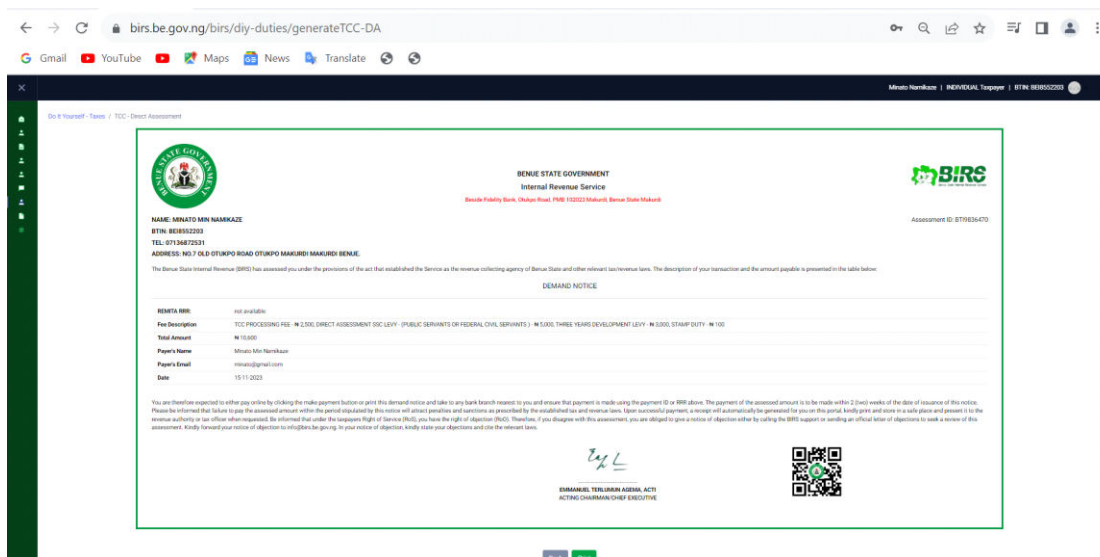 birs.be.gov.ng/birs/diy-duties/generateTCC-DA
Gmail YouTube Maps News Translate
Minato Namikaze | INDIVIDUAL Taxpayer | BTIN: BEI8552203
Do It Yourself - Taxes / TCC - Direct Assessment
BENUE STATE GOVERNMENT
BENUE STATE GOVERNMENT
Internal Revenue Service
Beside Fidelity Bank, Otukpo Road, PMB 102023 Makurdi, Benue State Makurdi
BIRS
NAME: MINATO MIN NAMIKAZE
Assessment ID: BTI9836470
BTIN: BEI8552203
TEL: 07136872531
ADDRESS: NO.7 OLD OTUKPO ROAD OTUKPO MAKURDI MAKURDI BENUE.
The Benue State Internal Revenue (BIRS) has assessed you under the provisions of the act that established the Service as the revenue collecting agency of Benue State and other relevant tax/revenue laws. The description of your transaction and the amount payable is presented in the table below:
DEMAND NOTICE
REMITA RRR: not available
Fee Description TCC PROCESSING FEE - ₦ 2,500, DIRECT ASSESSMENT SSC LEVY - (PUBLIC SERVANTS OR FEDERAL CIVIL SERVANTS ) - ₦ 5,000, THREE YEARS DEVELOPMENT LEVY - ₦ 3,000, STAMP DUTY - ₦ 100
Total Amount ₦ 10,600
Payer's Name Minato Min Namikaze
Payer's Email minato@gmail.com
Date 15-11-2023
You are therefore expected to either pay online by clicking the make payment button or print this demand notice and take to any bank branch nearest to you and ensure that payment is made using the payment ID or RRR above. The payment of the assessed amount is to be made within 2 (two) weeks of the date of issuance of this notice.
Please be informed that failure to pay the assessed amount within the period stipulated by this notice will attract penalties and sanctions as prescribed by the established tax and revenue laws. Upon successful payment, a receipt will automatically be generated for you on this portal, kindly print and store in a safe place and present it to the
revenue authority or tax officer when requested. Be informed that under the taxpayers Right of Service (RoS), you have the right of objection (RoO). Therefore, if you disagree with this assessment, you are obliged to give a notice of objection either by calling the BIRS support or sending an official letter of objections to seek a review of this
assessment. Kindly forward your notice of objection to info@birs.be.gov.ng. In your notice of objection, kindly state your objections and cite the relevant laws.
EMMANUEL TERLUMUN AGEMA, ACTI
ACTING CHAIRMAN/CHIEF EXECUTIVE